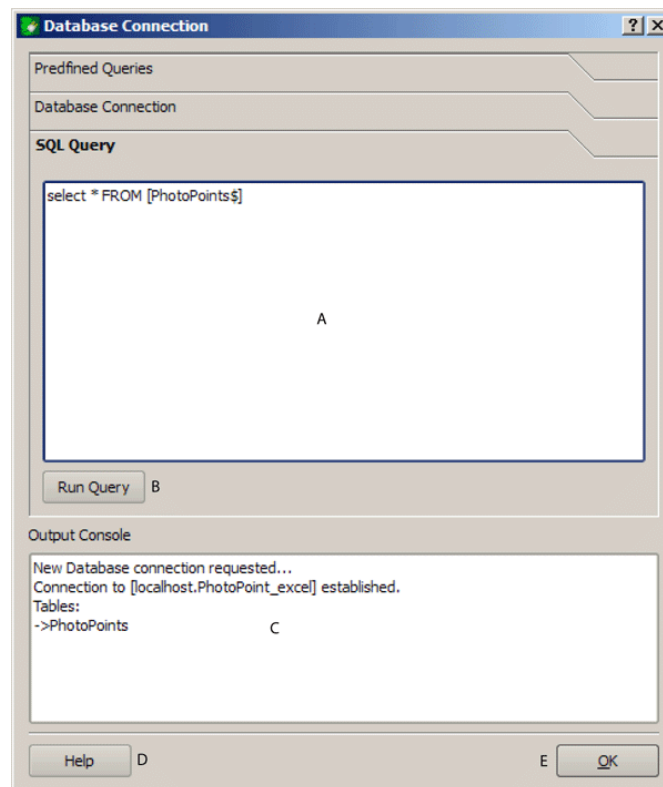 Database Connection
Predfined Queries
Database Connection
SQL Query
select * FROM [PhotoPoints$]
A
Run Query B
Output Console
New Database connection requested...
Connection to [localhost.PhotoPoint_excel] established.
Tables:
->PhotoPoints
C
Help D E OK